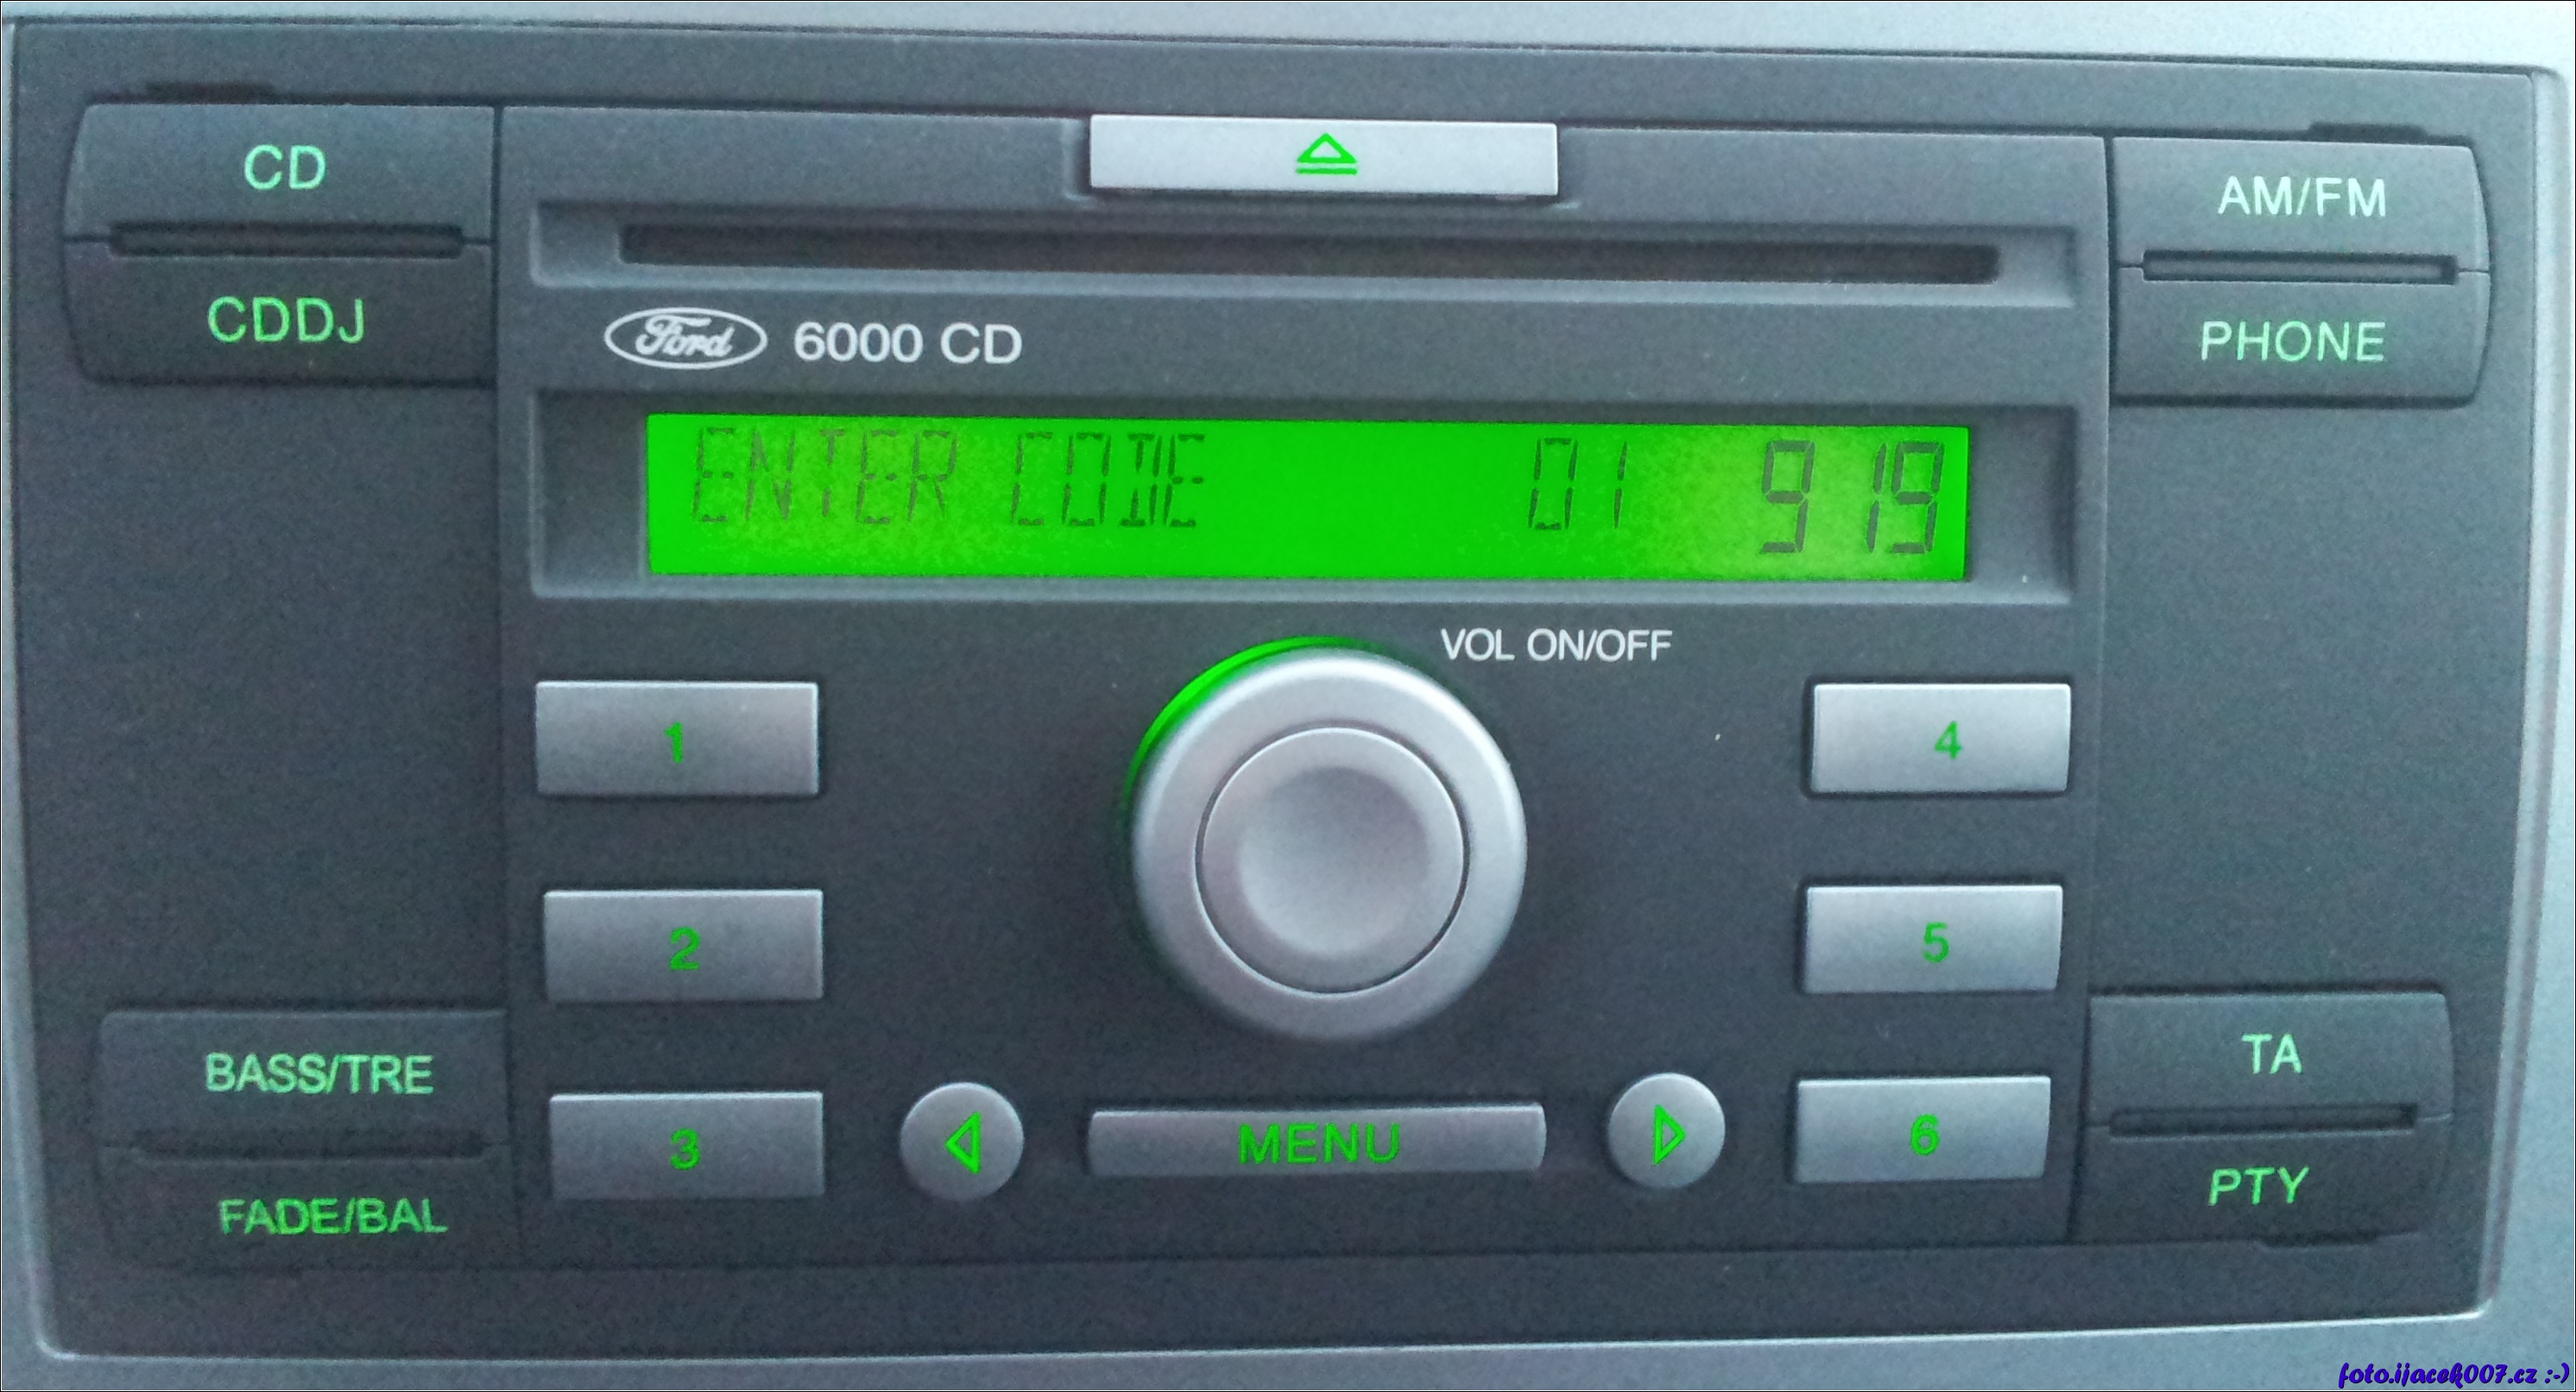 CD
CDDJ
AM/FM
PHONE
Ford 6000 CD
ENTER CODE 01 919
VOL ON/OFF
1
4
2
5
3
MENU
6
BASS/TRE
FADE/BAL
TA
PTY
foto.ijacek007.cz :-)